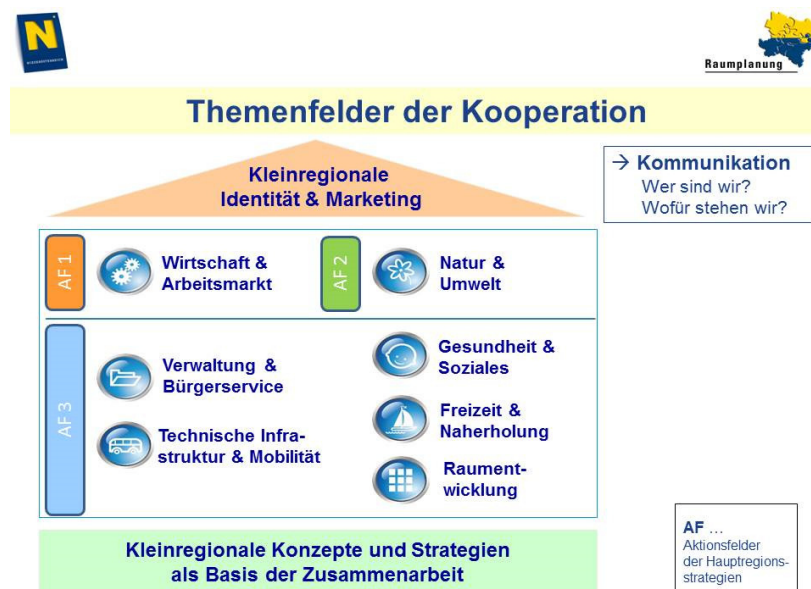 N
NIEDERÖSTERREICH
Raumplanung
Themenfelder der Kooperation
Kleinregionale
Identität & Marketing
→ Kommunikation
Wer sind wir?
Wofür stehen wir?
AF 1
Wirtschaft &
Arbeitsmarkt
AF 2
Natur &
Umwelt
AF 3
Verwaltung &
Bürgerservice
Technische Infra-
struktur & Mobilität
Gesundheit &
Soziales
Freizeit &
Naherholung
Raument-
wicklung
Kleinregionale Konzepte und Strategien
als Basis der Zusammenarbeit
AF ...
Aktionsfelder
der Hauptregions-
strategien